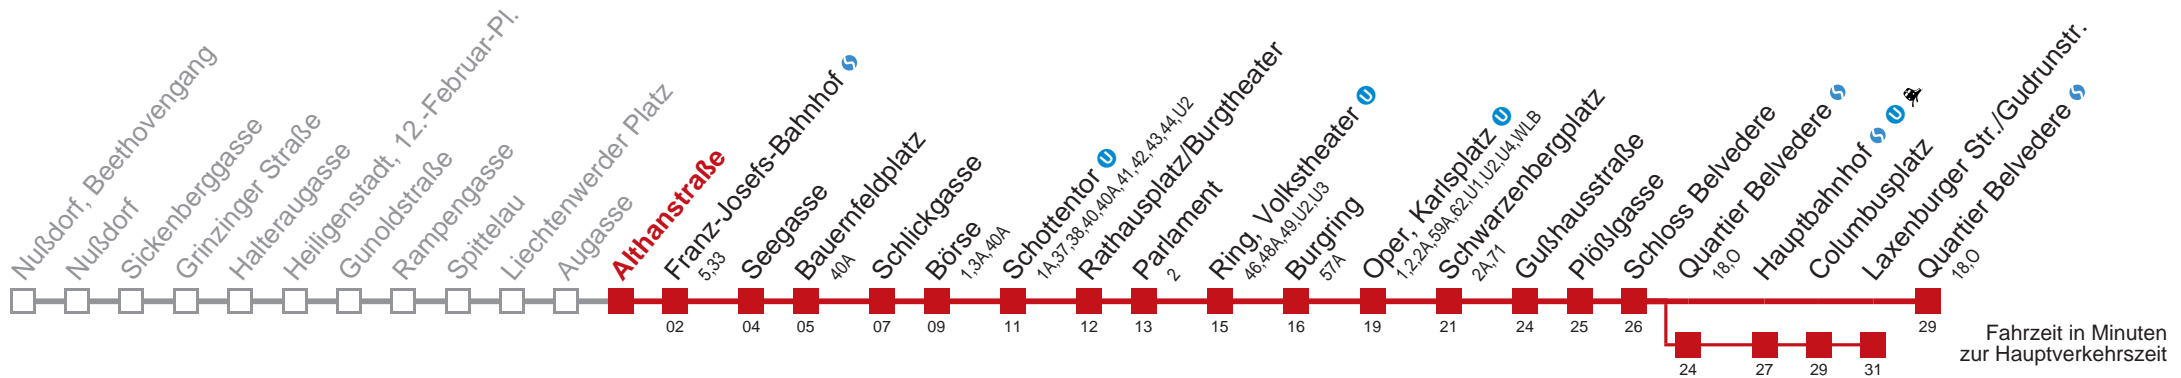 Nußdorf, Beethovengang
Nußdorf
Sickenberggasse
Grinzinger Straße
Halteraugasse
Heiligenstadt, 12.-Februar-Pl.
Gunoldstraße
Rampengasse
Spittelau
Liechtenwerder Platz
Augasse
Althanstraße
Franz-Josefs-Bahnhof S
5,33
Seegasse
Bauernfeldplatz
40A
Schlickgasse
Börse
1,3A,40A
Schottentor U
1A,37,38,40,40A,41,42,43,44,U2
Rathausplatz/Burgtheater
Parlament
2
Ring, Volkstheater U
46,48A,49,U2,U3
Burgring
57A
Oper, Karlsplatz U
1,2,2A,59A,62,U1,U2,U4,WLB
Schwarzenbergplatz
2A,71
Gußhausstraße
Plößlgasse
Schloss Belvedere
Quartier Belvedere S
18,O
Hauptbahnhof S U
Columbusplatz
Laxenburger Str./Gudrunstr.
Quartier Belvedere S
18,O
02 04 05 07 09 11 12 13 15 16 19 21 24 25 26 29
24 27 29 31
Fahrzeit in Minuten
zur Hauptverkehrszeit